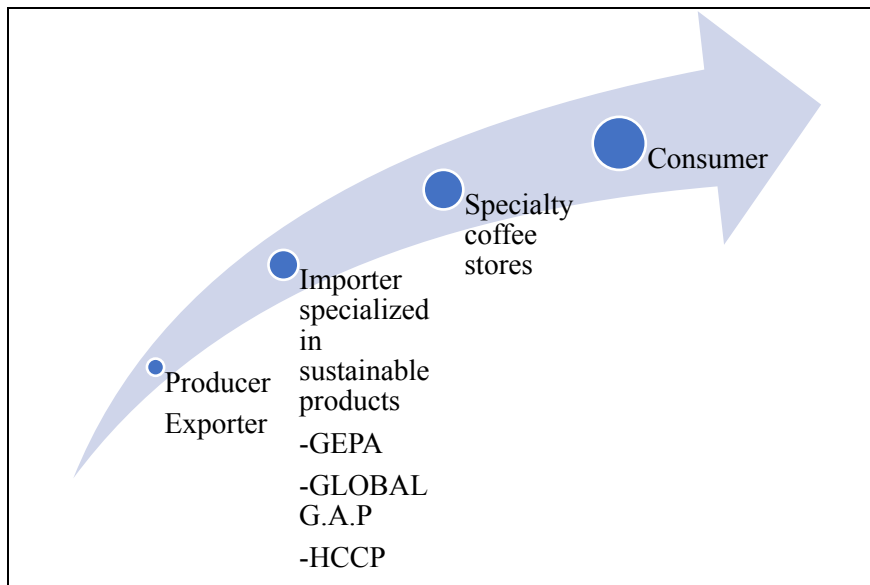 Producer
Exporter
Importer
specialized
in
sustainable
products
-GEPA
-GLOBAL
G.A.P
-HCCP
Specialty
coffee
stores
Consumer